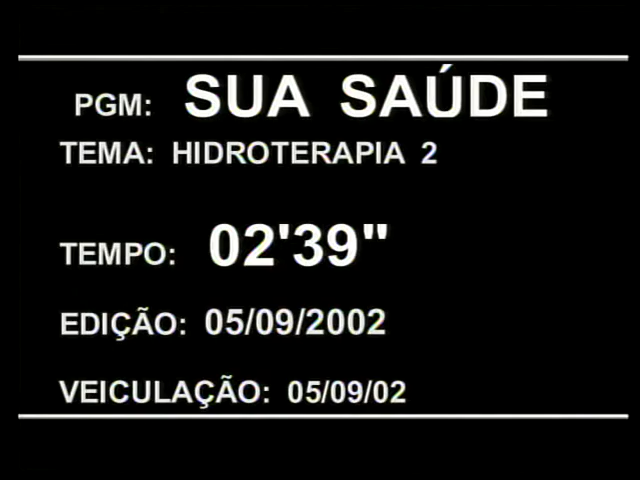 PGM: SUA SAÚDE
TEMA: HIDROTERAPIA 2
TEMPO: 02'39"
EDIÇÃO: 05/09/2002
VEICULAÇÃO: 05/09/02